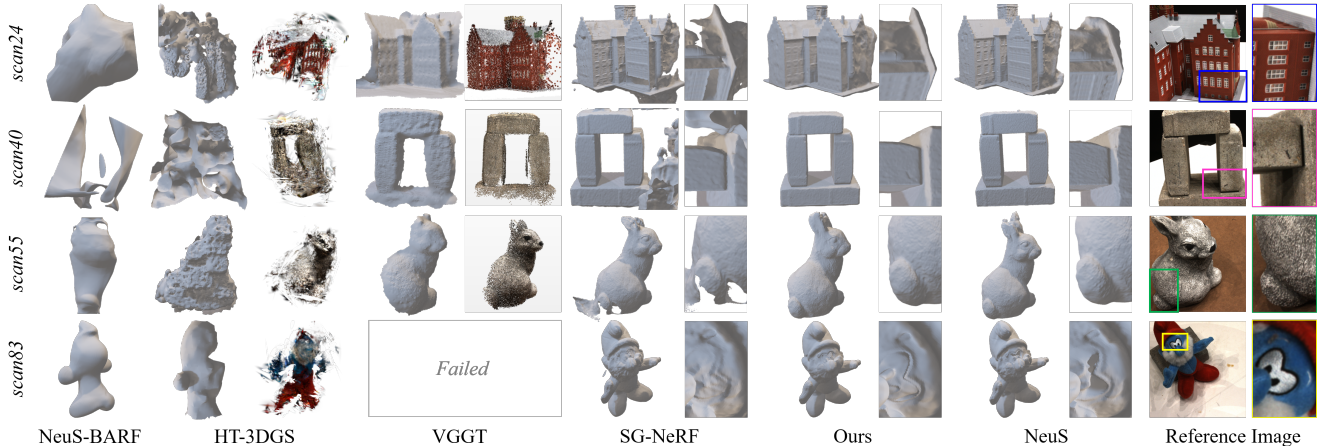 scan24
scan40
scan55
scan83
Failed
NeuS-BARF HT-3DGS VGGT SG-NeRF Ours NeuS Reference Image